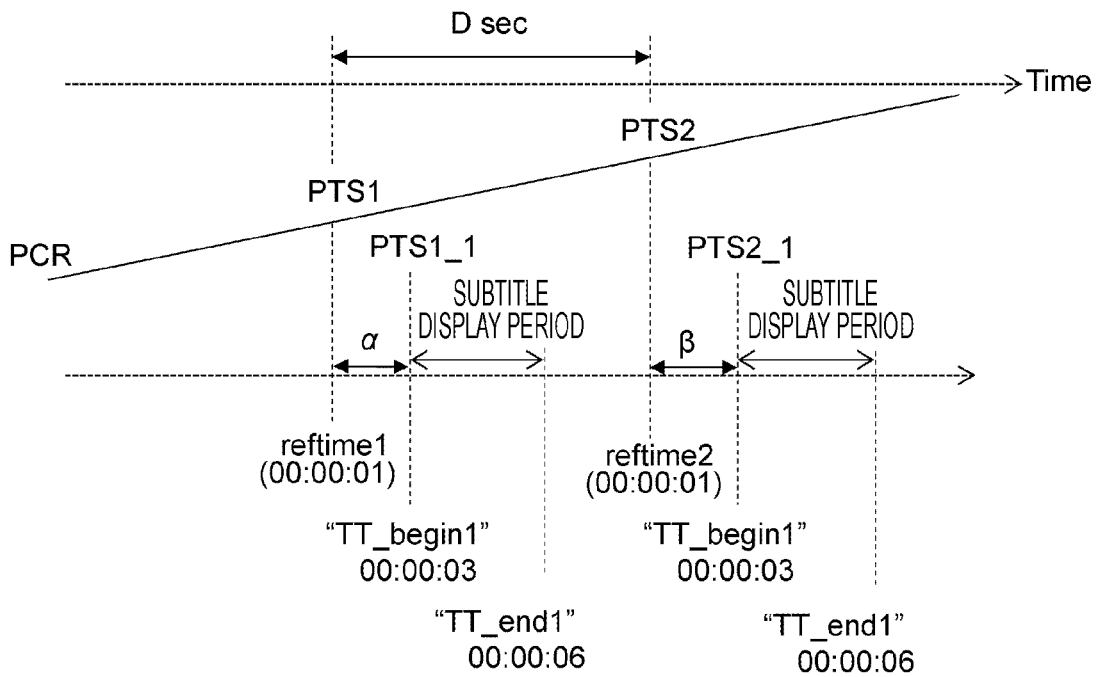 D sec
Time
PTS2
PTS1
PCR
PTS1_1
PTS2_1
SUBTITLE
DISPLAY PERIOD
SUBTITLE
DISPLAY PERIOD
α
β
reftime1
(00:00:01)
reftime2
(00:00:01)
“TT_begin1”
00:00:03
“TT_begin1”
00:00:03
“TT_end1”
00:00:06
“TT_end1”
00:00:06